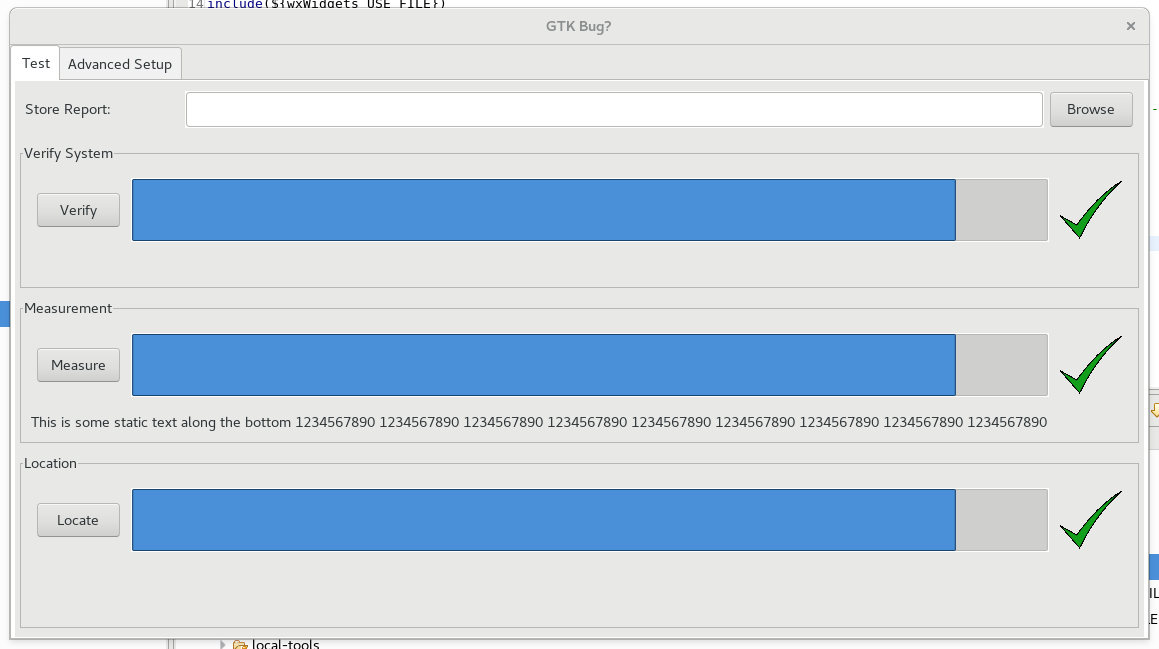 14 include(${wxWidgets_USE_FILE})
GTK Bug?
Test Advanced Setup
Store Report: Browse
Verify System
Verify
Measurement
Measure
This is some static text along the bottom 1234567890 1234567890 1234567890 1234567890 1234567890 1234567890 1234567890 1234567890 1234567890
Location
Locate
IL
E
local-tools